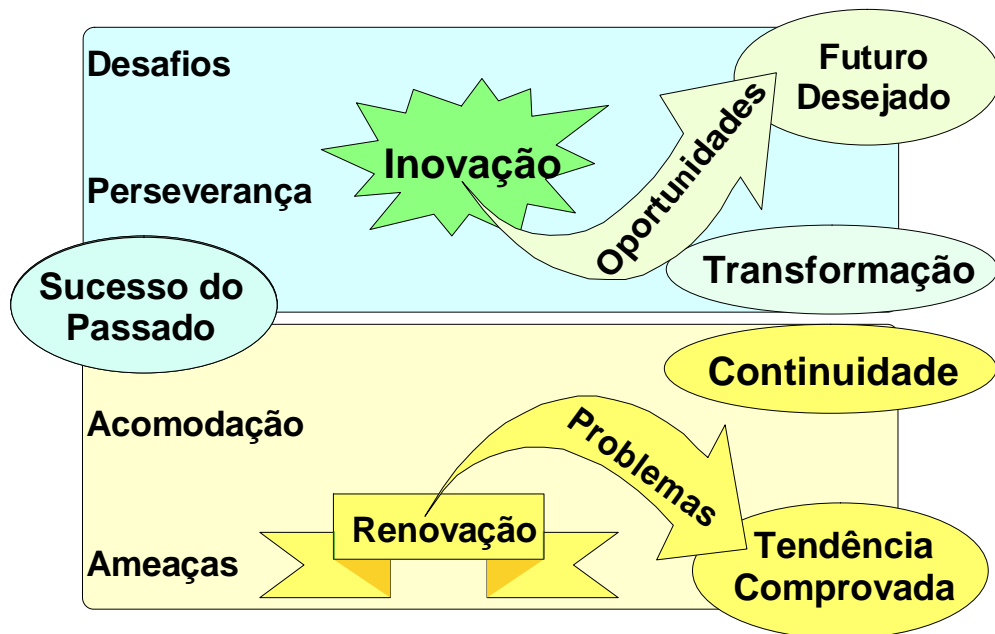 Desafios
Futuro
Desejado
Oportunidades
Inovação
Perseverança
Transformação
Sucesso do
Passado
Continuidade
Acomodação
Problemas
Renovação
Ameaças
Tendência
Comprovada